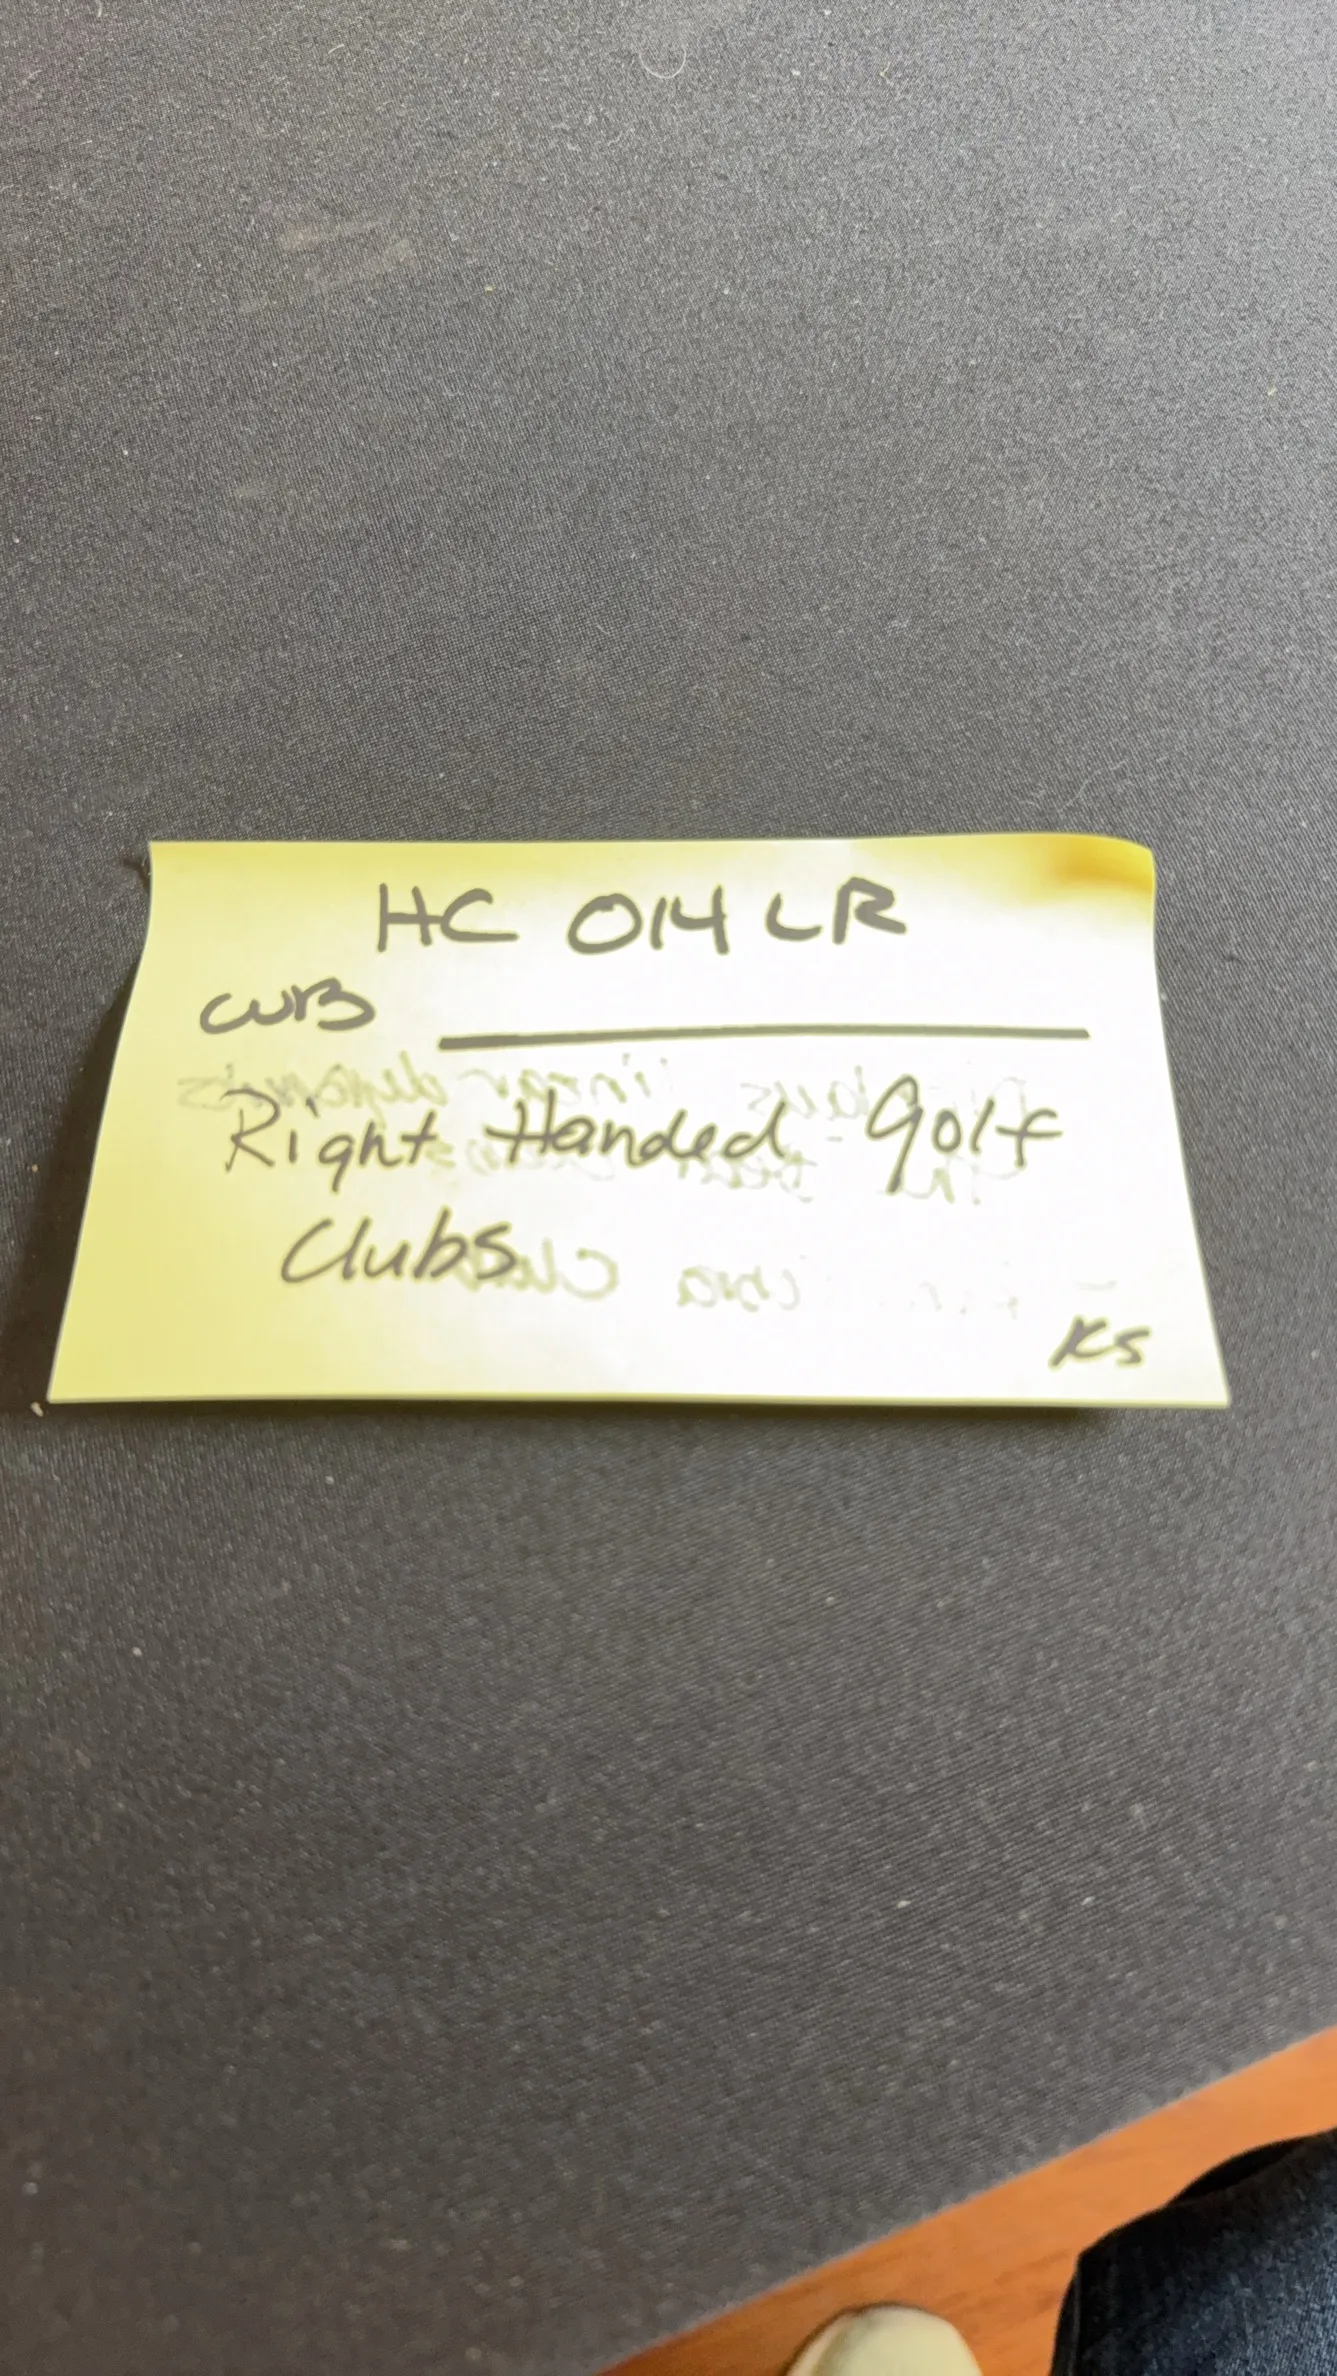 HC 014 LR
CWB
Right Handed golf
Clubs
KS